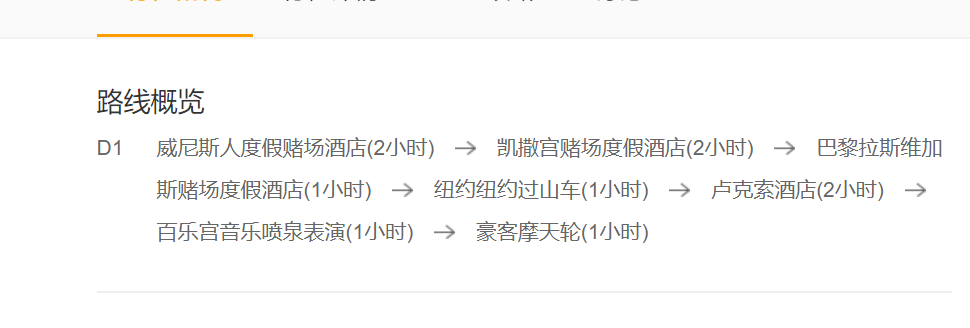 路线概览
D1 威尼斯人度假赌场酒店(2小时) → 凯撒宫赌场度假酒店(2小时) → 巴黎拉斯维加
斯赌场度假酒店(1小时) → 纽约纽约过山车(1小时) → 卢克索酒店(2小时) →
百乐宫音乐喷泉表演(1小时) → 豪客摩天轮(1小时)